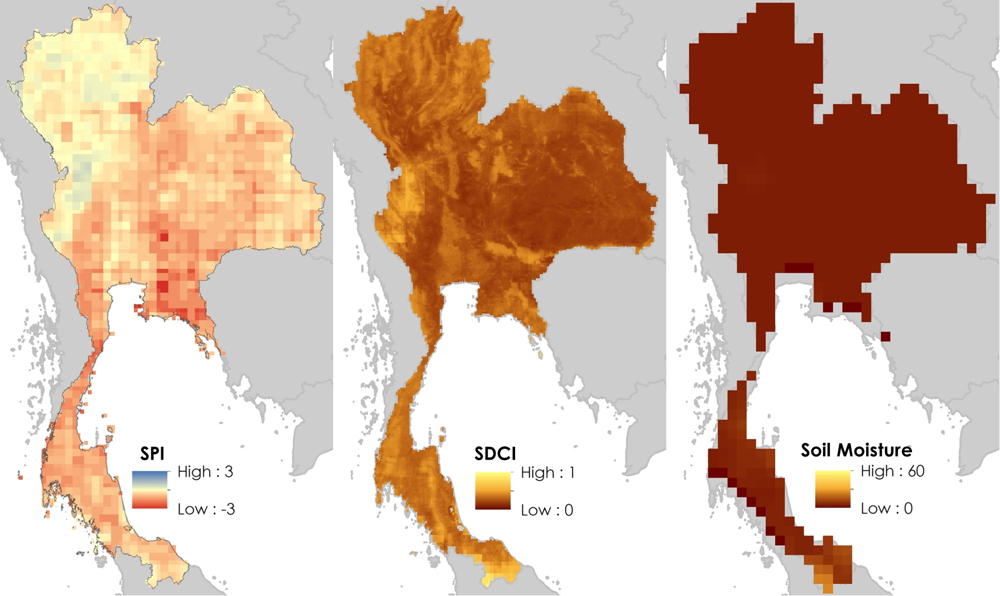 SPI
High : 3
Low : -3
SDCI
High : 1
Low : 0
Soil Moisture
High : 60
Low : 0